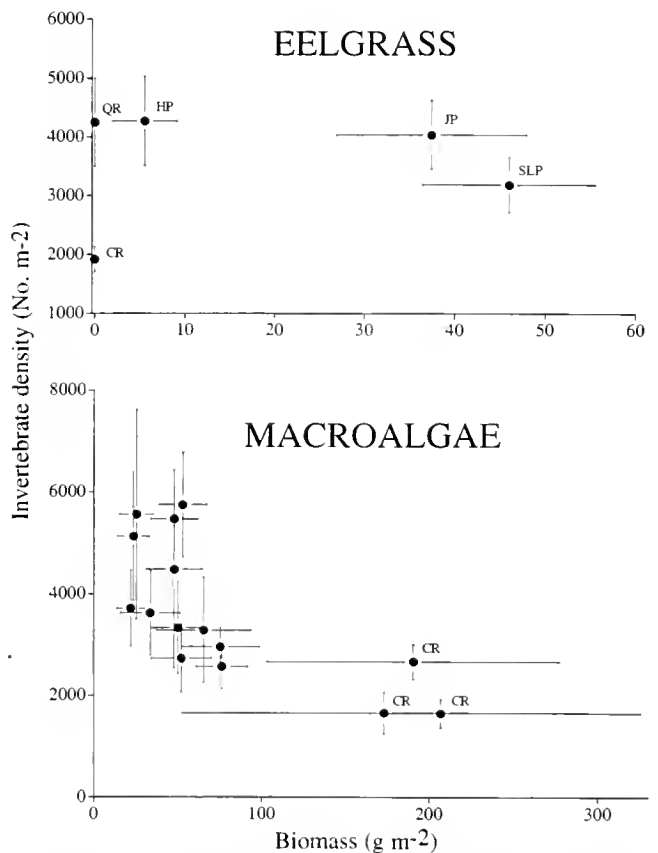 EELGRASS
6000
5000
4000
3000
2000
1000
QR
HP
JP
SLP
CR
0
10
20
30
40
50
60
Invertebrate density (No. m-2)
MACROALGAE
8000
6000
4000
2000
0
CR
CR
CR
0
100
200
300
Biomass (g m-2)